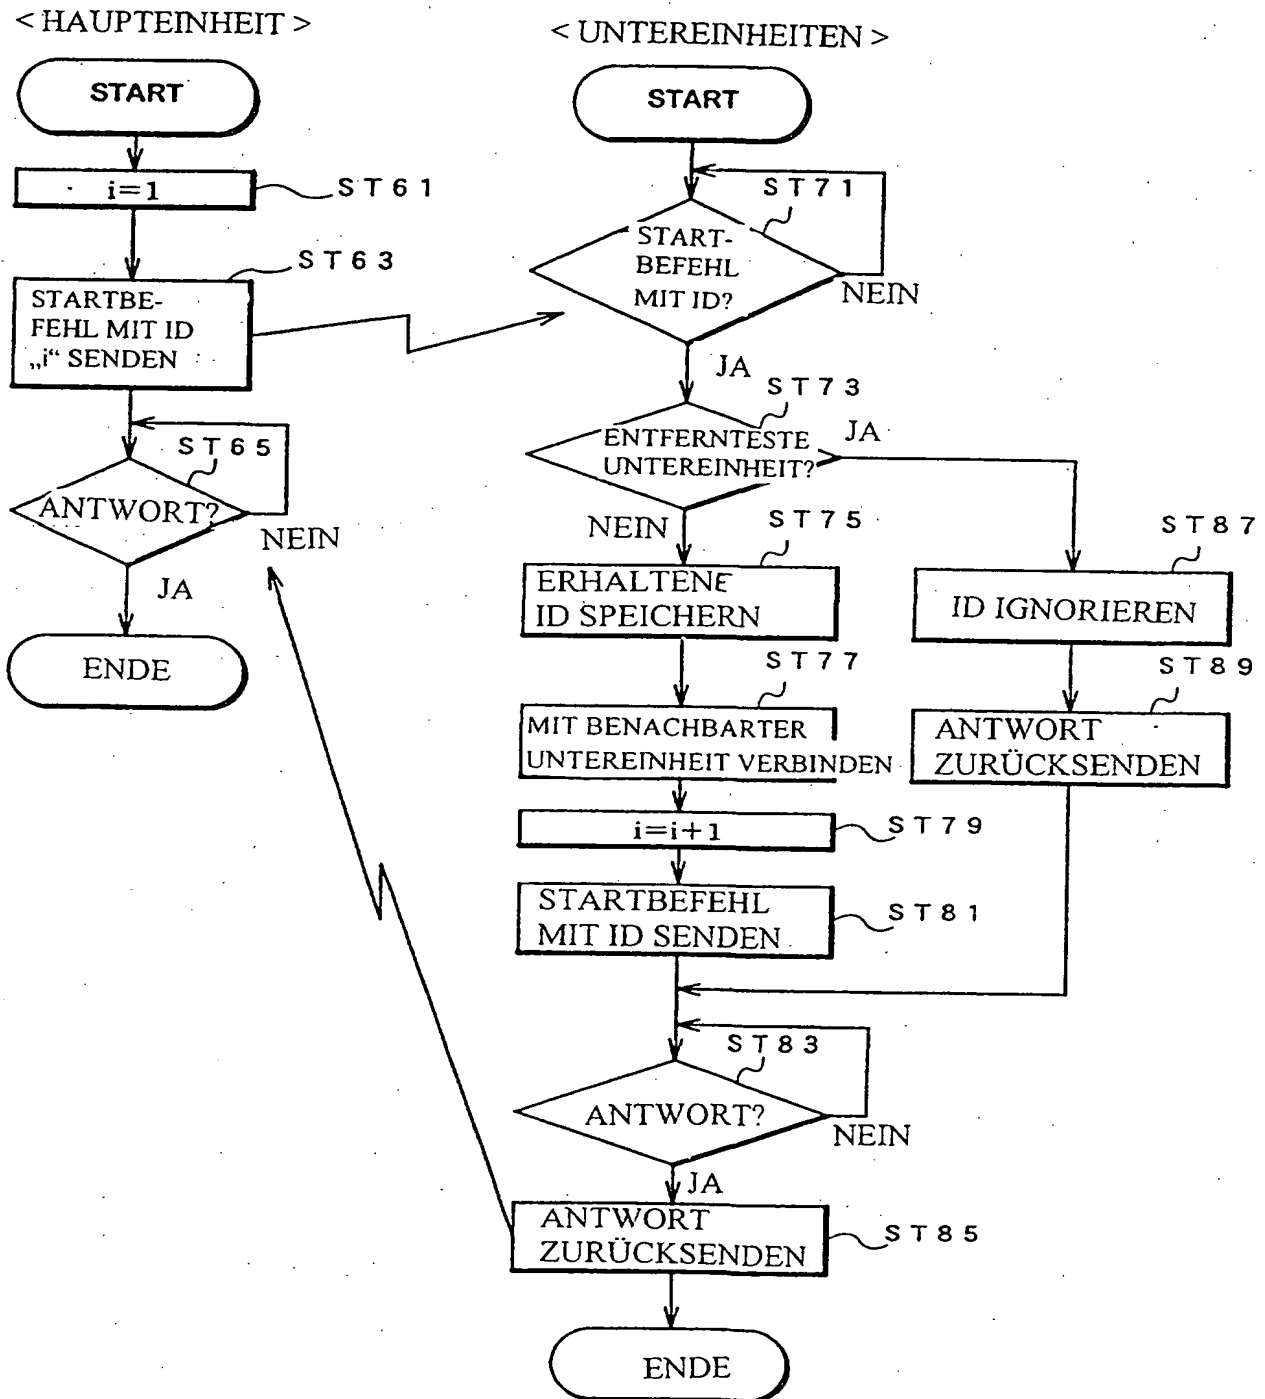 < HAUPTEINHEIT >
START
i=1
ST61
ST63
STARTBE-
FEHL MIT ID
„i“ SENDEN
ST65
ANTWORT?
NEIN
JA
ENDE
< UNTEREINHEITEN >
START
ST71
START-
BEFEHL
MIT ID?
NEIN
JA
ST73
ENTFERNTESTE
UNTEREINHEIT?
JA
NEIN
ST75
ERHALTENE
ID SPEICHERN
ST77
MIT BENACHBARTER
UNTEREINHEIT VERBINDEN
i=i+1
ST79
STARTBEFEHL
MIT ID SENDEN
ST81
ST87
ID IGNORIEREN
ST89
ANTWORT
ZURÜCKSENDEN
ST83
ANTWORT?
NEIN
JA
ANTWORT
ZURÜCKSENDEN
ST85
ENDE